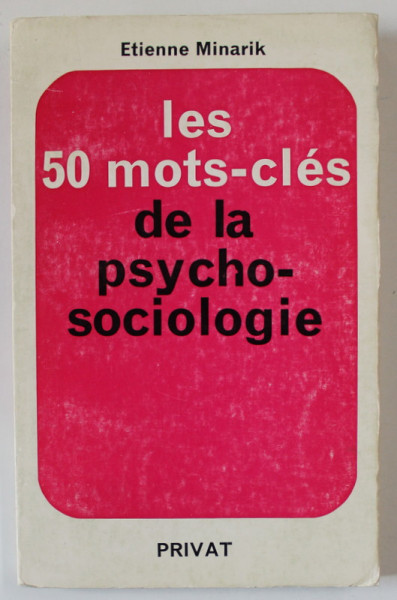 Etienne Minarik
les
50 mots-clés
de la
psycho-
sociologie
PRIVAT